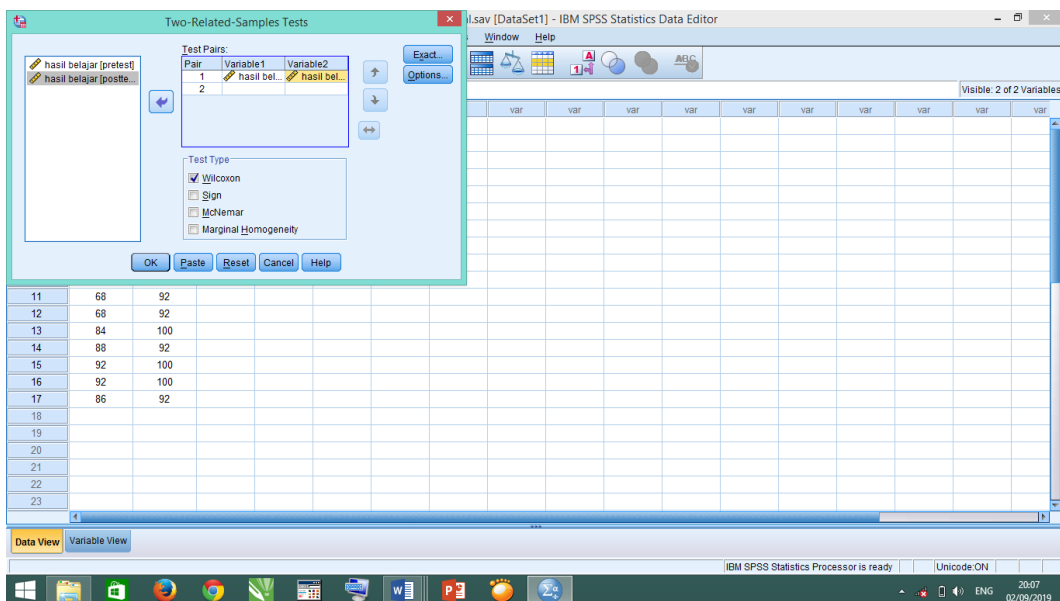 Two-Related-Samples Tests
l.sav [DataSet1] - IBM SPSS Statistics Data Editor
Window Help
hasil belajar [pretest]
hasil belajar [postte...
Test Pairs:
Pair Variable1 Variable2
1 hasil bel... hasil bel...
2
Exact...
Options...
Test Type
Wilcoxon
Sign
McNemar
Marginal Homogeneity
OK Paste Reset Cancel Help
Visible: 2 of 2 Variables
var var var var var var var var var var
11 68 92
12 68 92
13 84 100
14 88 92
15 92 100
16 92 100
17 86 92
18
19
20
21
22
23
Data View Variable View
IBM SPSS Statistics Processor is ready Unicode:ON
ENG 20:07
02/09/2019